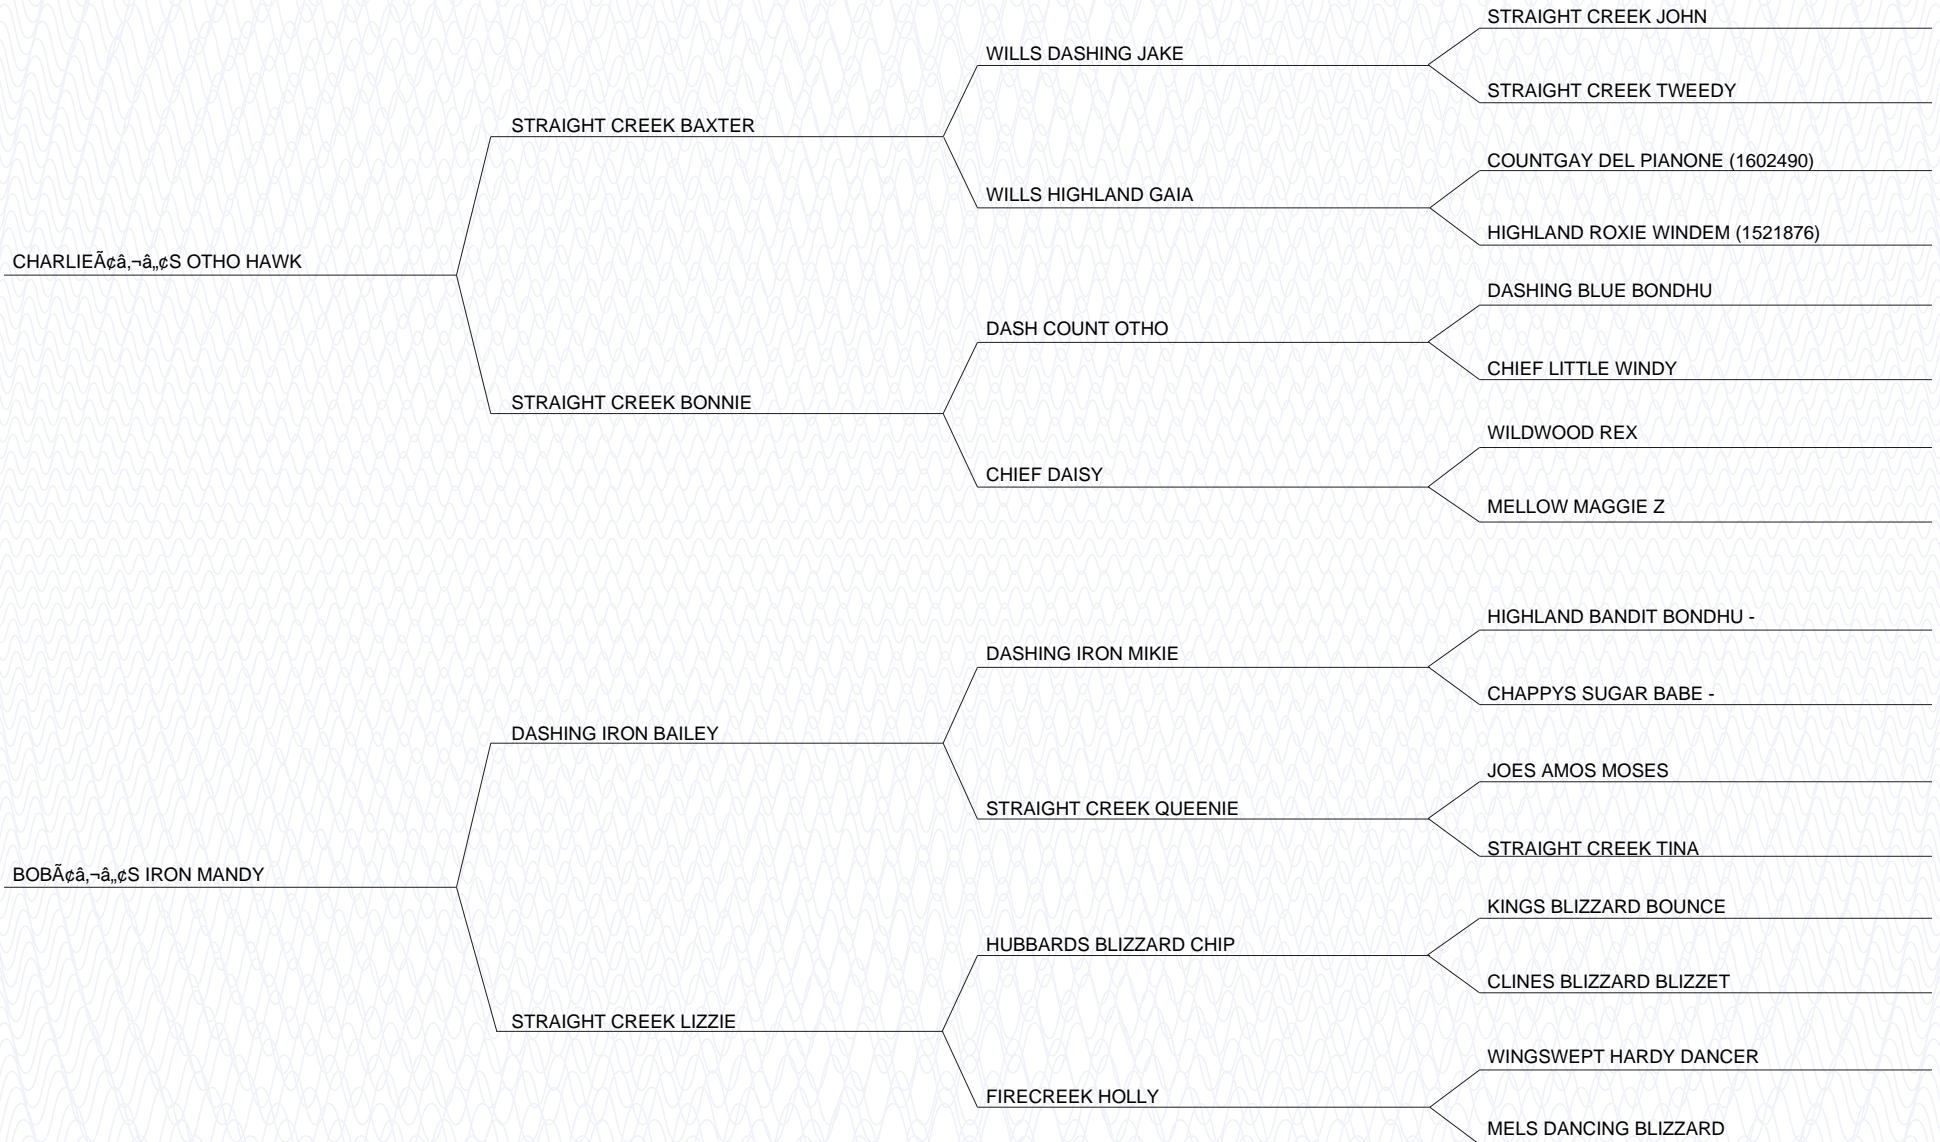 STRAIGHT CREEK JOHN
WILLS DASHING JAKE
STRAIGHT CREEK TWEEDY
STRAIGHT CREEK BAXTER
COUNTGAY DEL PIANONE (1602490)
WILLS HIGHLAND GAIA
HIGHLAND ROXIE WINDEM (1521876)
CHARLIEÃ¢â‚¬â„¢S OTHO HAWK
DASHING BLUE BONDHU
DASH COUNT OTHO
CHIEF LITTLE WINDY
STRAIGHT CREEK BONNIE
WILDWOOD REX
CHIEF DAISY
MELLOW MAGGIE Z
HIGHLAND BANDIT BONDHU -
DASHING IRON MIKIE
CHAPPYS SUGAR BABE -
DASHING IRON BAILEY
JOES AMOS MOSES
STRAIGHT CREEK QUEENIE
STRAIGHT CREEK TINA
BOBÃ¢â‚¬â„¢S IRON MANDY
KINGS BLIZZARD BOUNCE
HUBBARDS BLIZZARD CHIP
CLINES BLIZZARD BLIZZET
STRAIGHT CREEK LIZZIE
WINGSWEPT HARDY DANCER
FIRECREEK HOLLY
MELS DANCING BLIZZARD